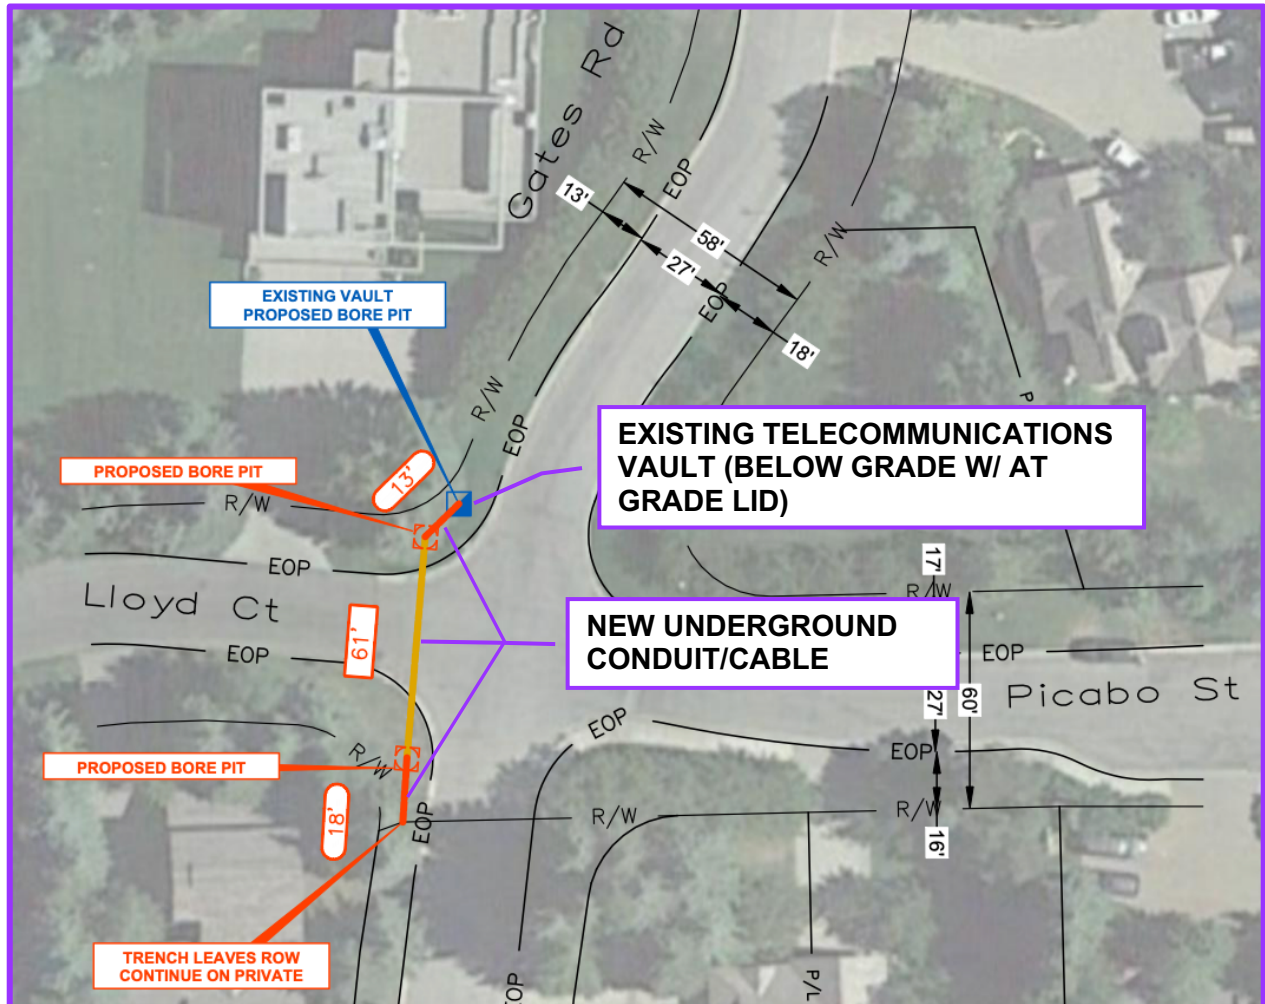 Gates Rd
R/W
EOP
13'
58'
27'
R/W
EOP
18'
EXISTING VAULT
PROPOSED BORE PIT
R/W
EOP
P
EXISTING TELECOMMUNICATIONS
VAULT (BELOW GRADE W/ AT
GRADE LID)
PROPOSED BORE PIT
13'
R/W
EOP
17'
R/W
Lloyd Ct
61'
NEW UNDERGROUND
CONDUIT/CABLE
EOP
EOP
Picabo St
27'
60'
EOP
EOP
R/W
PROPOSED BORE PIT
18'
EOP
R/W
R/W
16'
TRENCH LEAVES ROW
CONTINUE ON PRIVATE
OP
P/L